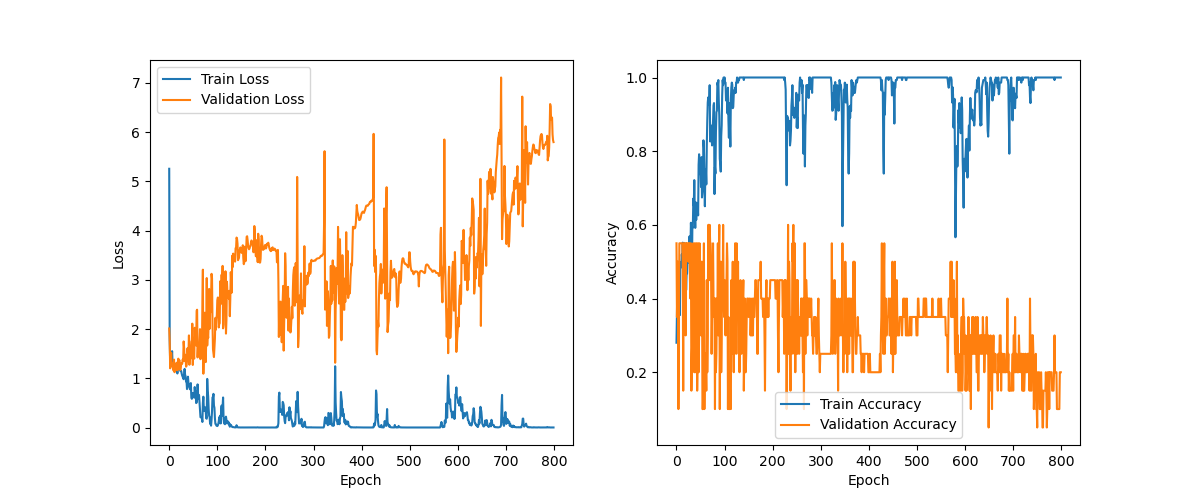 Train Loss
Validation Loss
7
6
5
4
3
2
1
0
Loss
0 100 200 300 400 500 600 700 800
Epoch
1.0
0.8
0.6
0.4
0.2
Accuracy
Train Accuracy
Validation Accuracy
0 100 200 300 400 500 600 700 800
Epoch